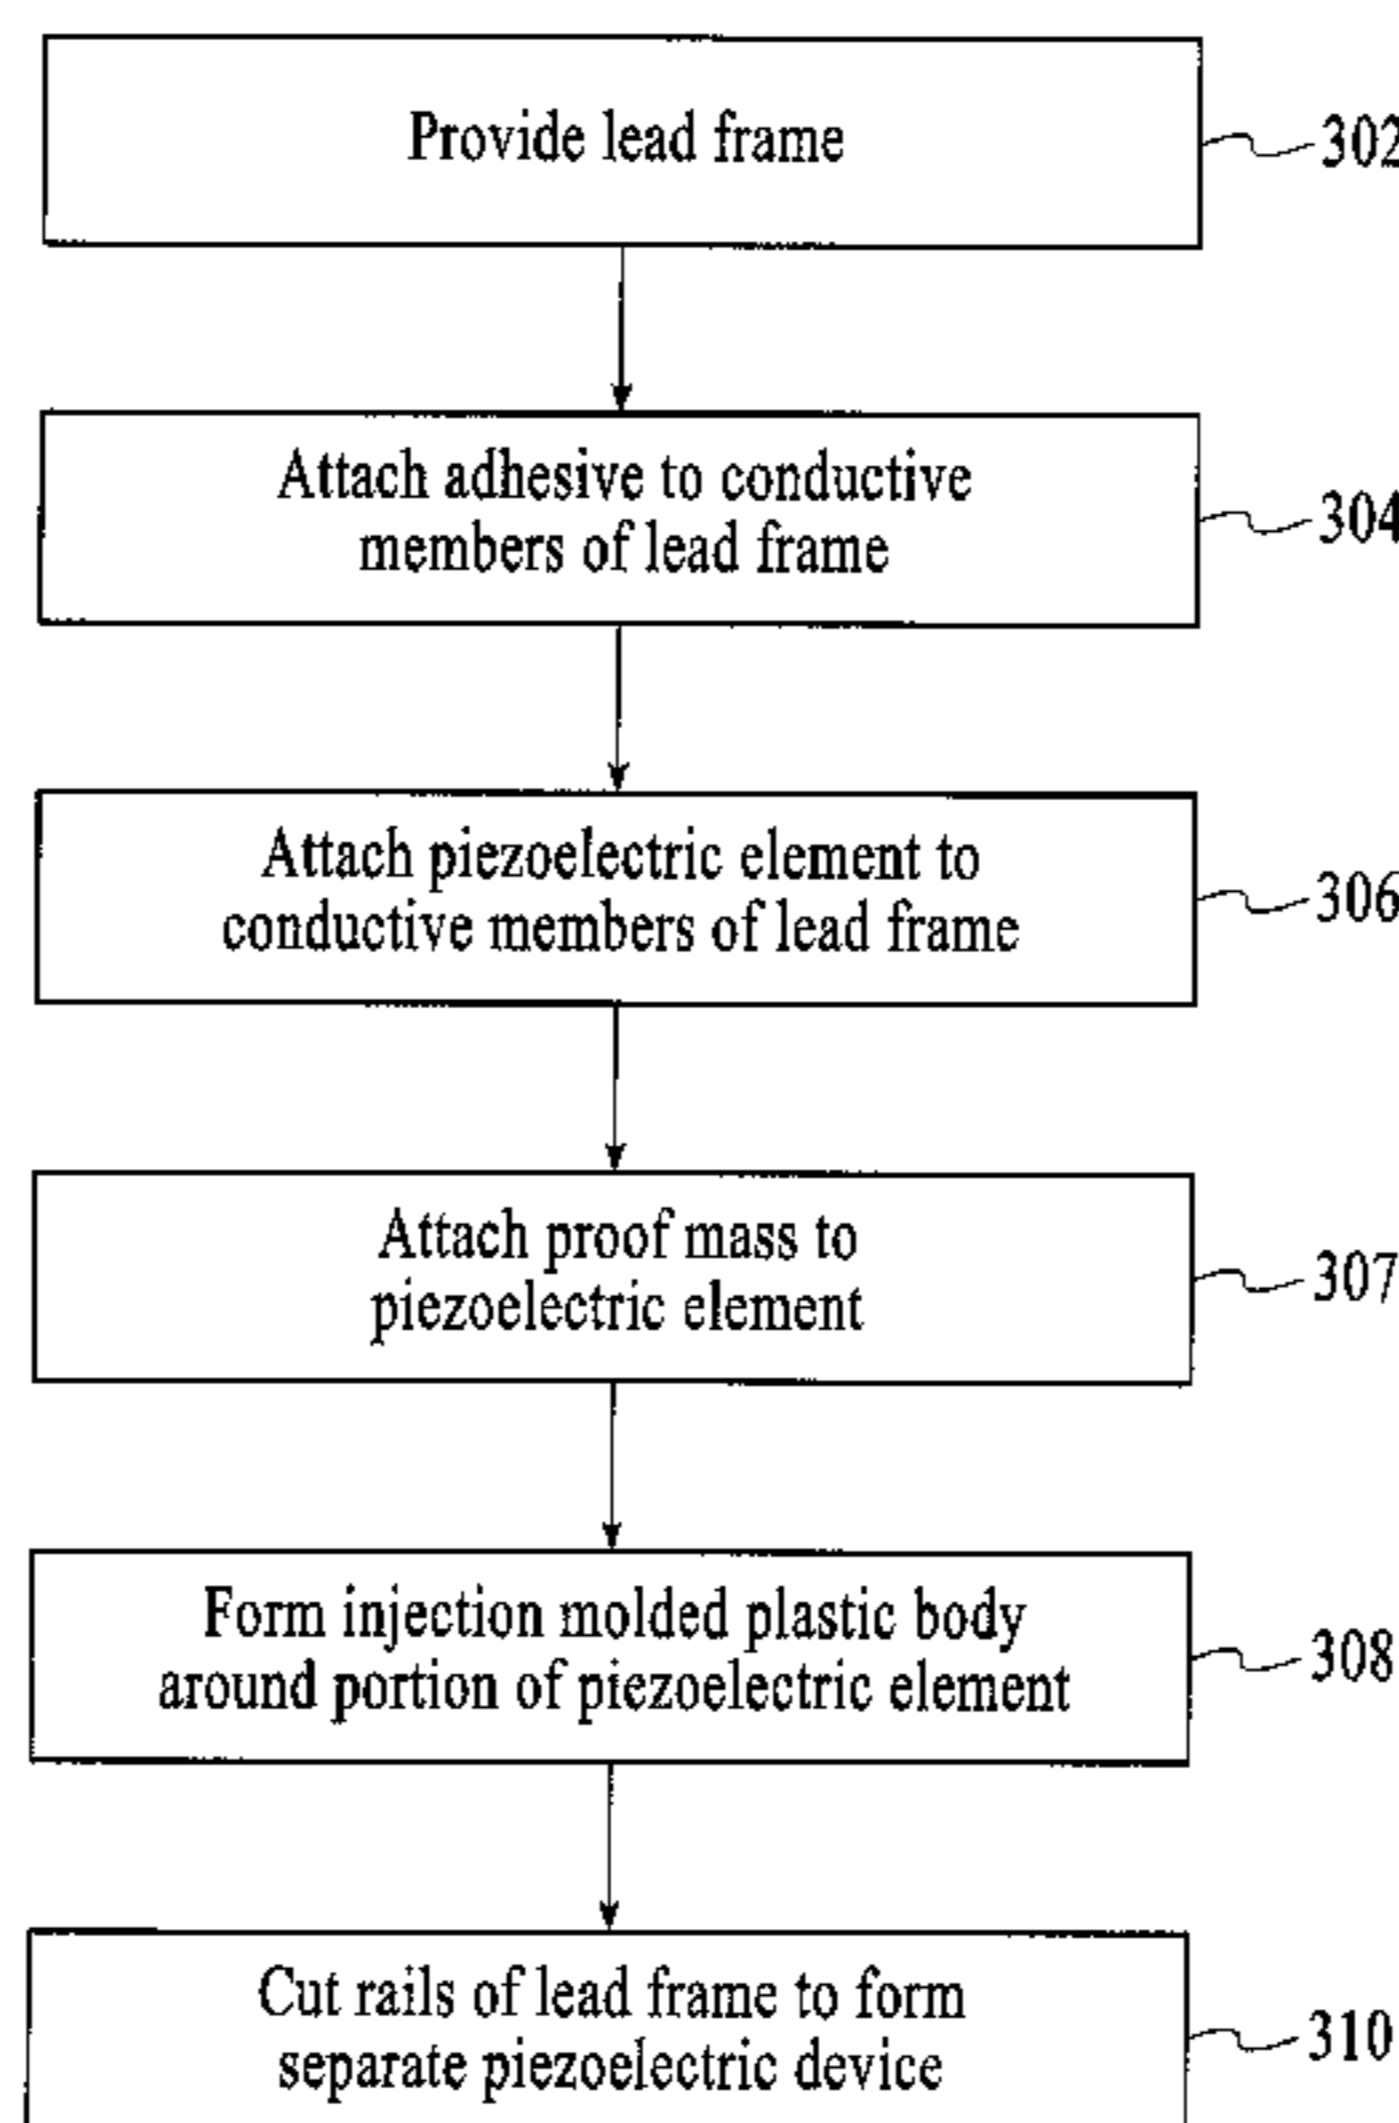 Provide lead frame
302
Attach adhesive to conductive
members of lead frame
304
Attach piezoelectric element to
conductive members of lead frame
306
Attach proof mass to
piezoelectric element
307
Form injection molded plastic body
around portion of piezoelectric element
308
Cut rails of lead frame to form
separate piezoelectric device
310